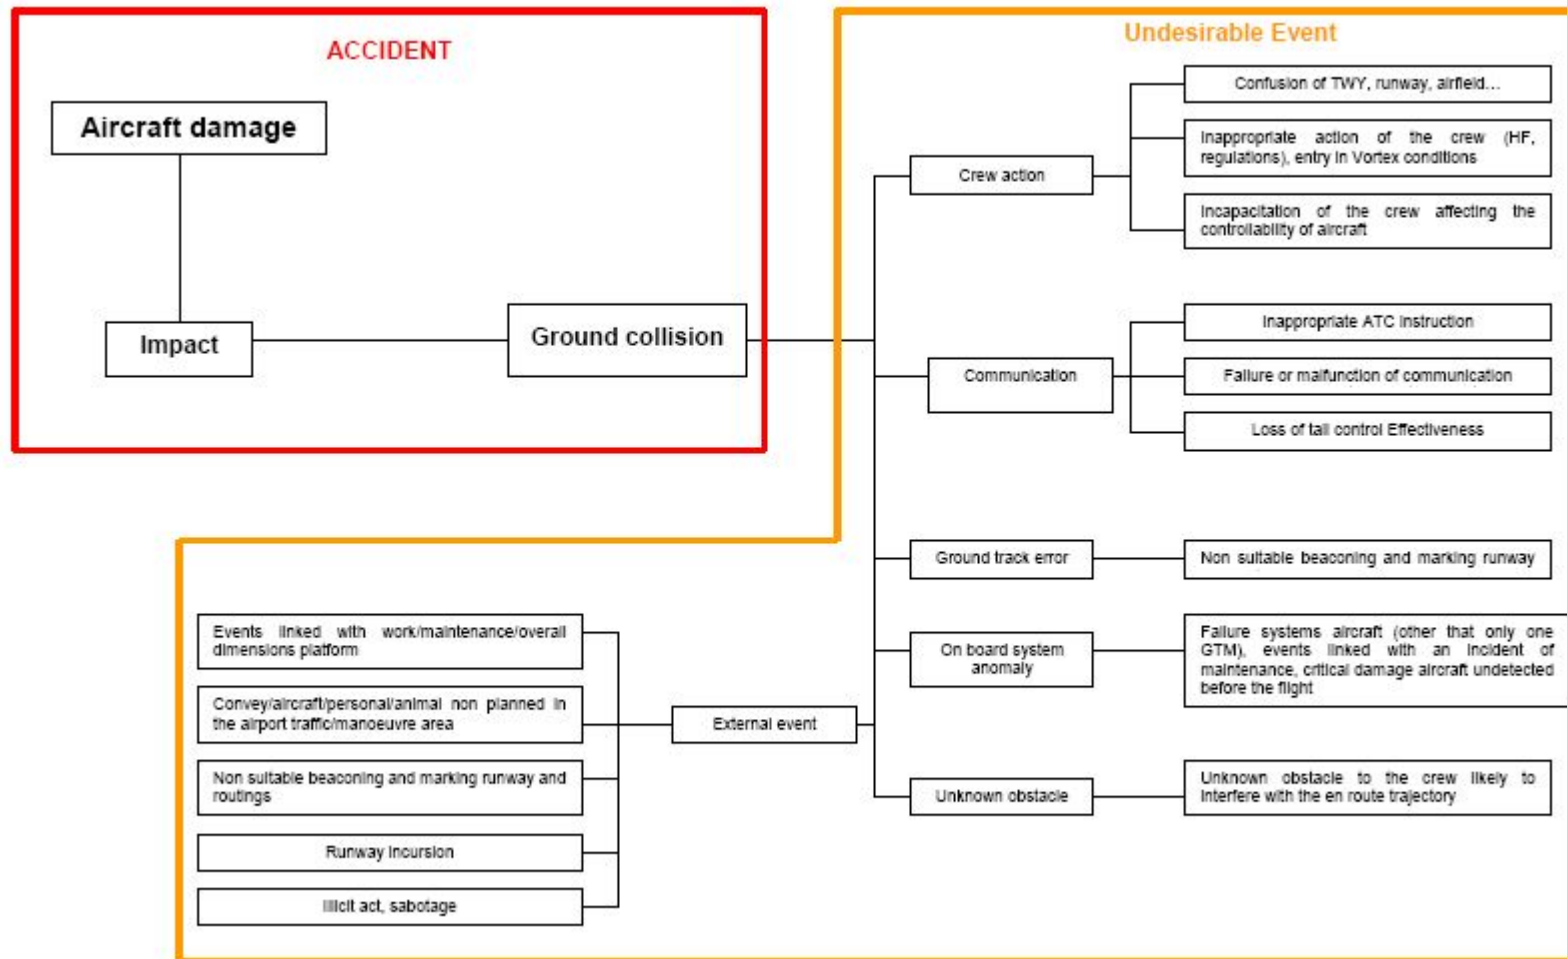 ACCIDENT
Aircraft damage
Impact
Ground collision
Undesirable Event
Crew action
Confusion of TWY, runway, airfield...
Inappropriate action of the crew (HF,
regulations), entry in Vortex conditions
Incapacitation of the crew affecting the
controllability of aircraft
Communication
Inappropriate ATC instruction
Failure or malfunction of communication
Loss of tail control Effectiveness
Ground track error
Non suitable beaconing and marking runway
On board system
anomaly
Failure systems aircraft (other that only one
GTM), events linked with an incident of
maintenance, critical damage aircraft undetected
before the flight
Unknown obstacle
Unknown obstacle to the crew likely to
interfere with the en route trajectory
External event
Events linked with work/maintenance/overall
dimensions platform
Convey/aircraft/personal/animal non planned in
the airport traffic/manoeuvre area
Non suitable beaconing and marking runway and
routings
Runway incursion
Illicit act, sabotage